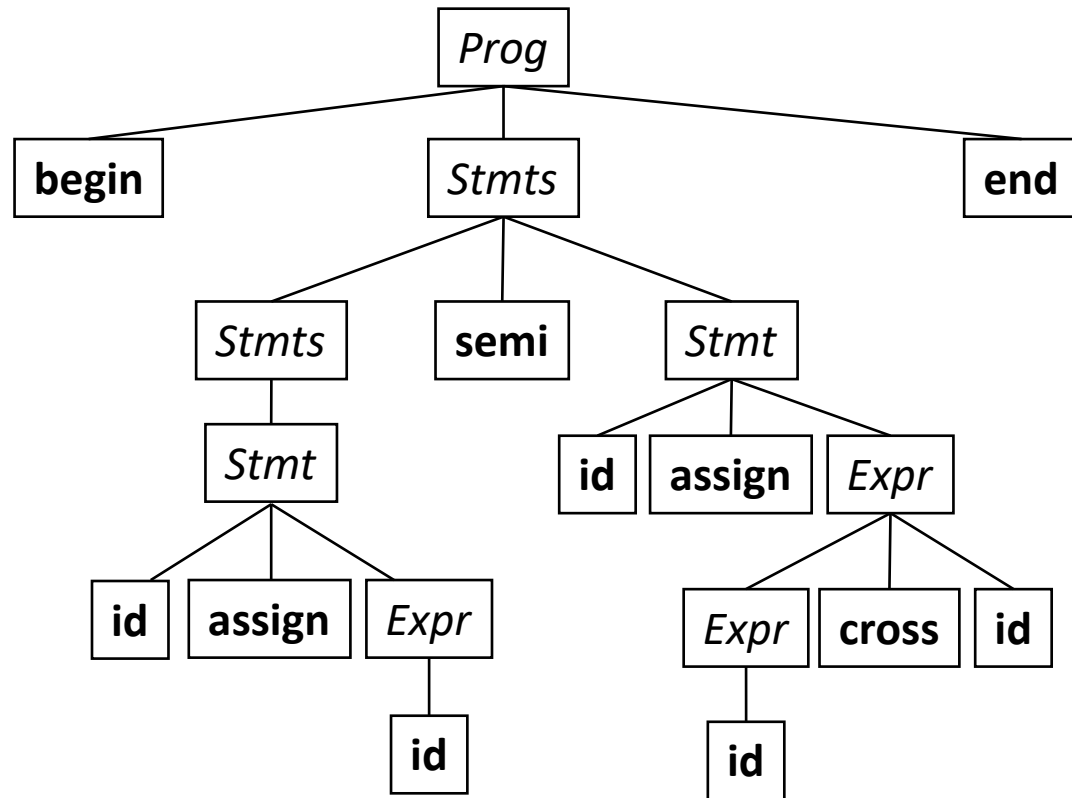 Prog
begin Stmts end
Stmts semi Stmt
Stmt id assign Expr
id assign Expr Expr cross id
id id